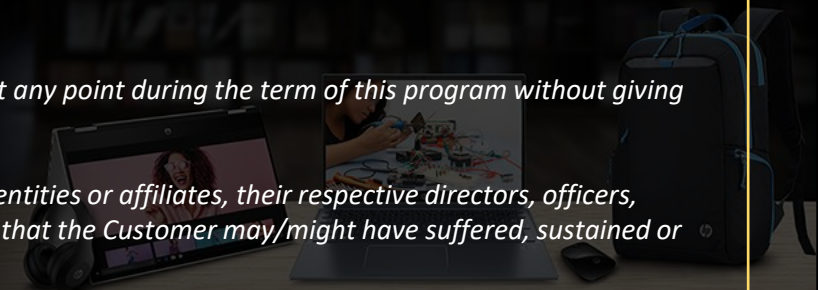 t any point during the term of this program without giving
entities or affiliates, their respective directors, officers,
that the Customer may/might have suffered, sustained or